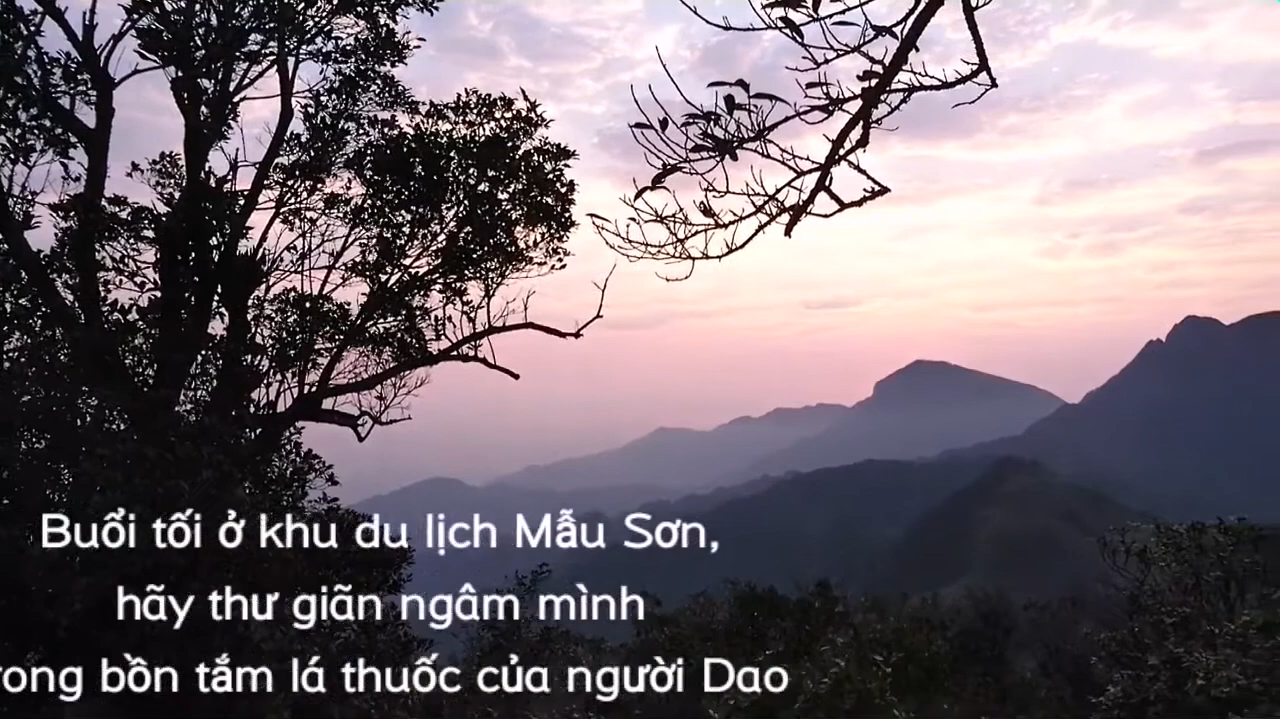 Buổi tối ở khu du lịch Mẫu Sơn,
hãy thư giãn ngâm mình
rong bồn tắm lá thuốc của người Dao